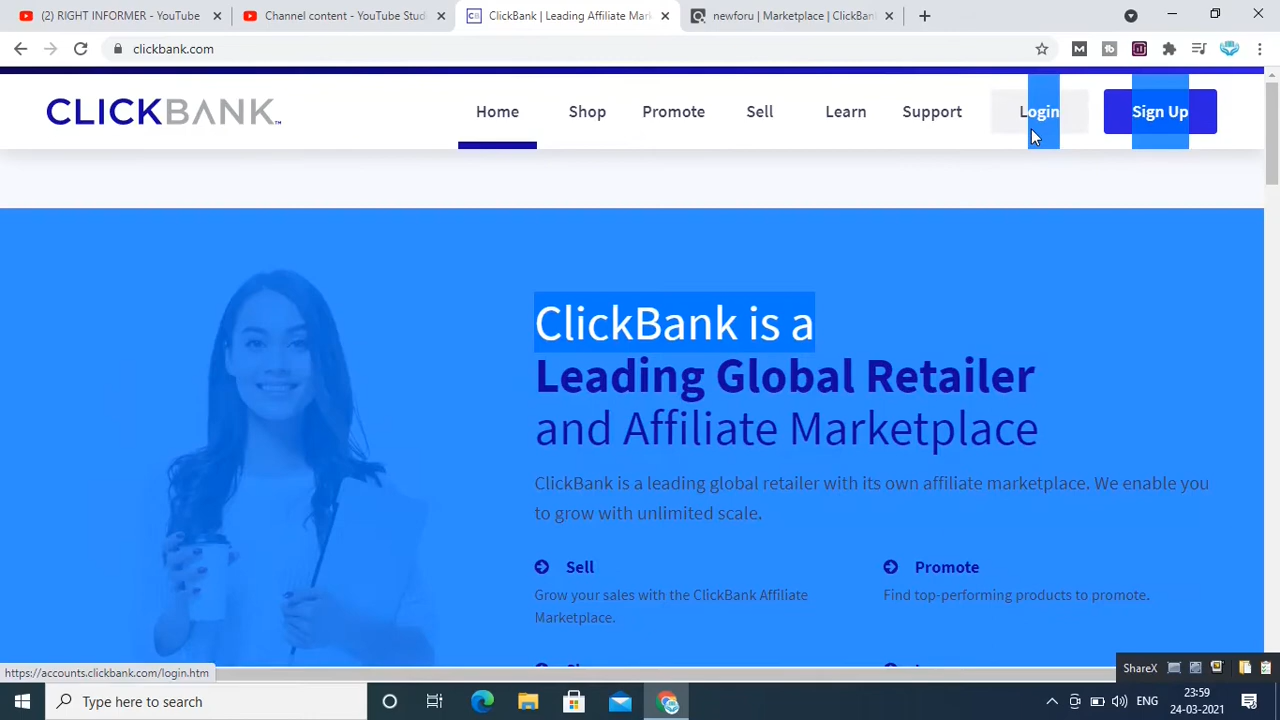 (2) RIGHT INFORMER - YouTube
Channel content - YouTube Stud
ClickBank | Leading Affiliate Mark
newforu | Marketplace | ClickBan
clickbank.com
CLICKBANK
Home
Shop
Promote
Sell
Learn
Support
Login
Sign Up
ClickBank is a
Leading Global Retailer
and Affiliate Marketplace
ClickBank is a leading global retailer with its own affiliate marketplace. We enable you
to grow with unlimited scale.
Sell
Promote
Grow your sales with the ClickBank Affiliate
Marketplace.
Find top-performing products to promote.
https://accounts.clickbank.com/login.htm
ShareX
Type here to search
ENG
23:59
24-03-2021